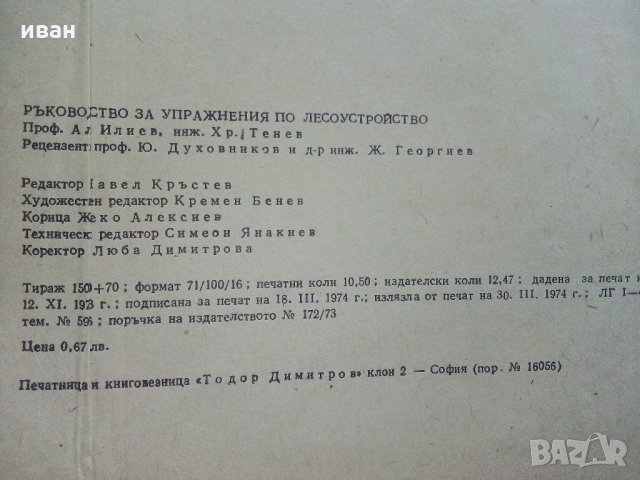 иван
РЪКОВОДСТВО ЗА УПРАЖНЕНИЯ ПО ЛЕСОУСТРОЙСТВО
Проф. Ал Илиев, инж. Хр. Тенев
Рецензент: проф. Ю. Духовников и д-р инж. Ж. Георгиев
Редактор Павел Кръстев
Художествен редактор Кремен Бенев
Корица Жеко Алексиев
Технически редактор Симеон Янакиев
Коректор Люба Димитрова
Тираж 150+70; формат 71/100/16; печатни коли 10,50; издателски коли 12,47; дадена за печат н
12. XI. 193 г.; подписана за печат на 18. III. 1974 г.; излязла от печат на 30. III. 1974 г.; ЛГ I—
тем. № 596; поръчка на издателството № 172/73
Цена 0,67 лв.
Печатница и книговезница «Тодор Димитров» клон 2 — София (пор. № 16056)
BAZAR